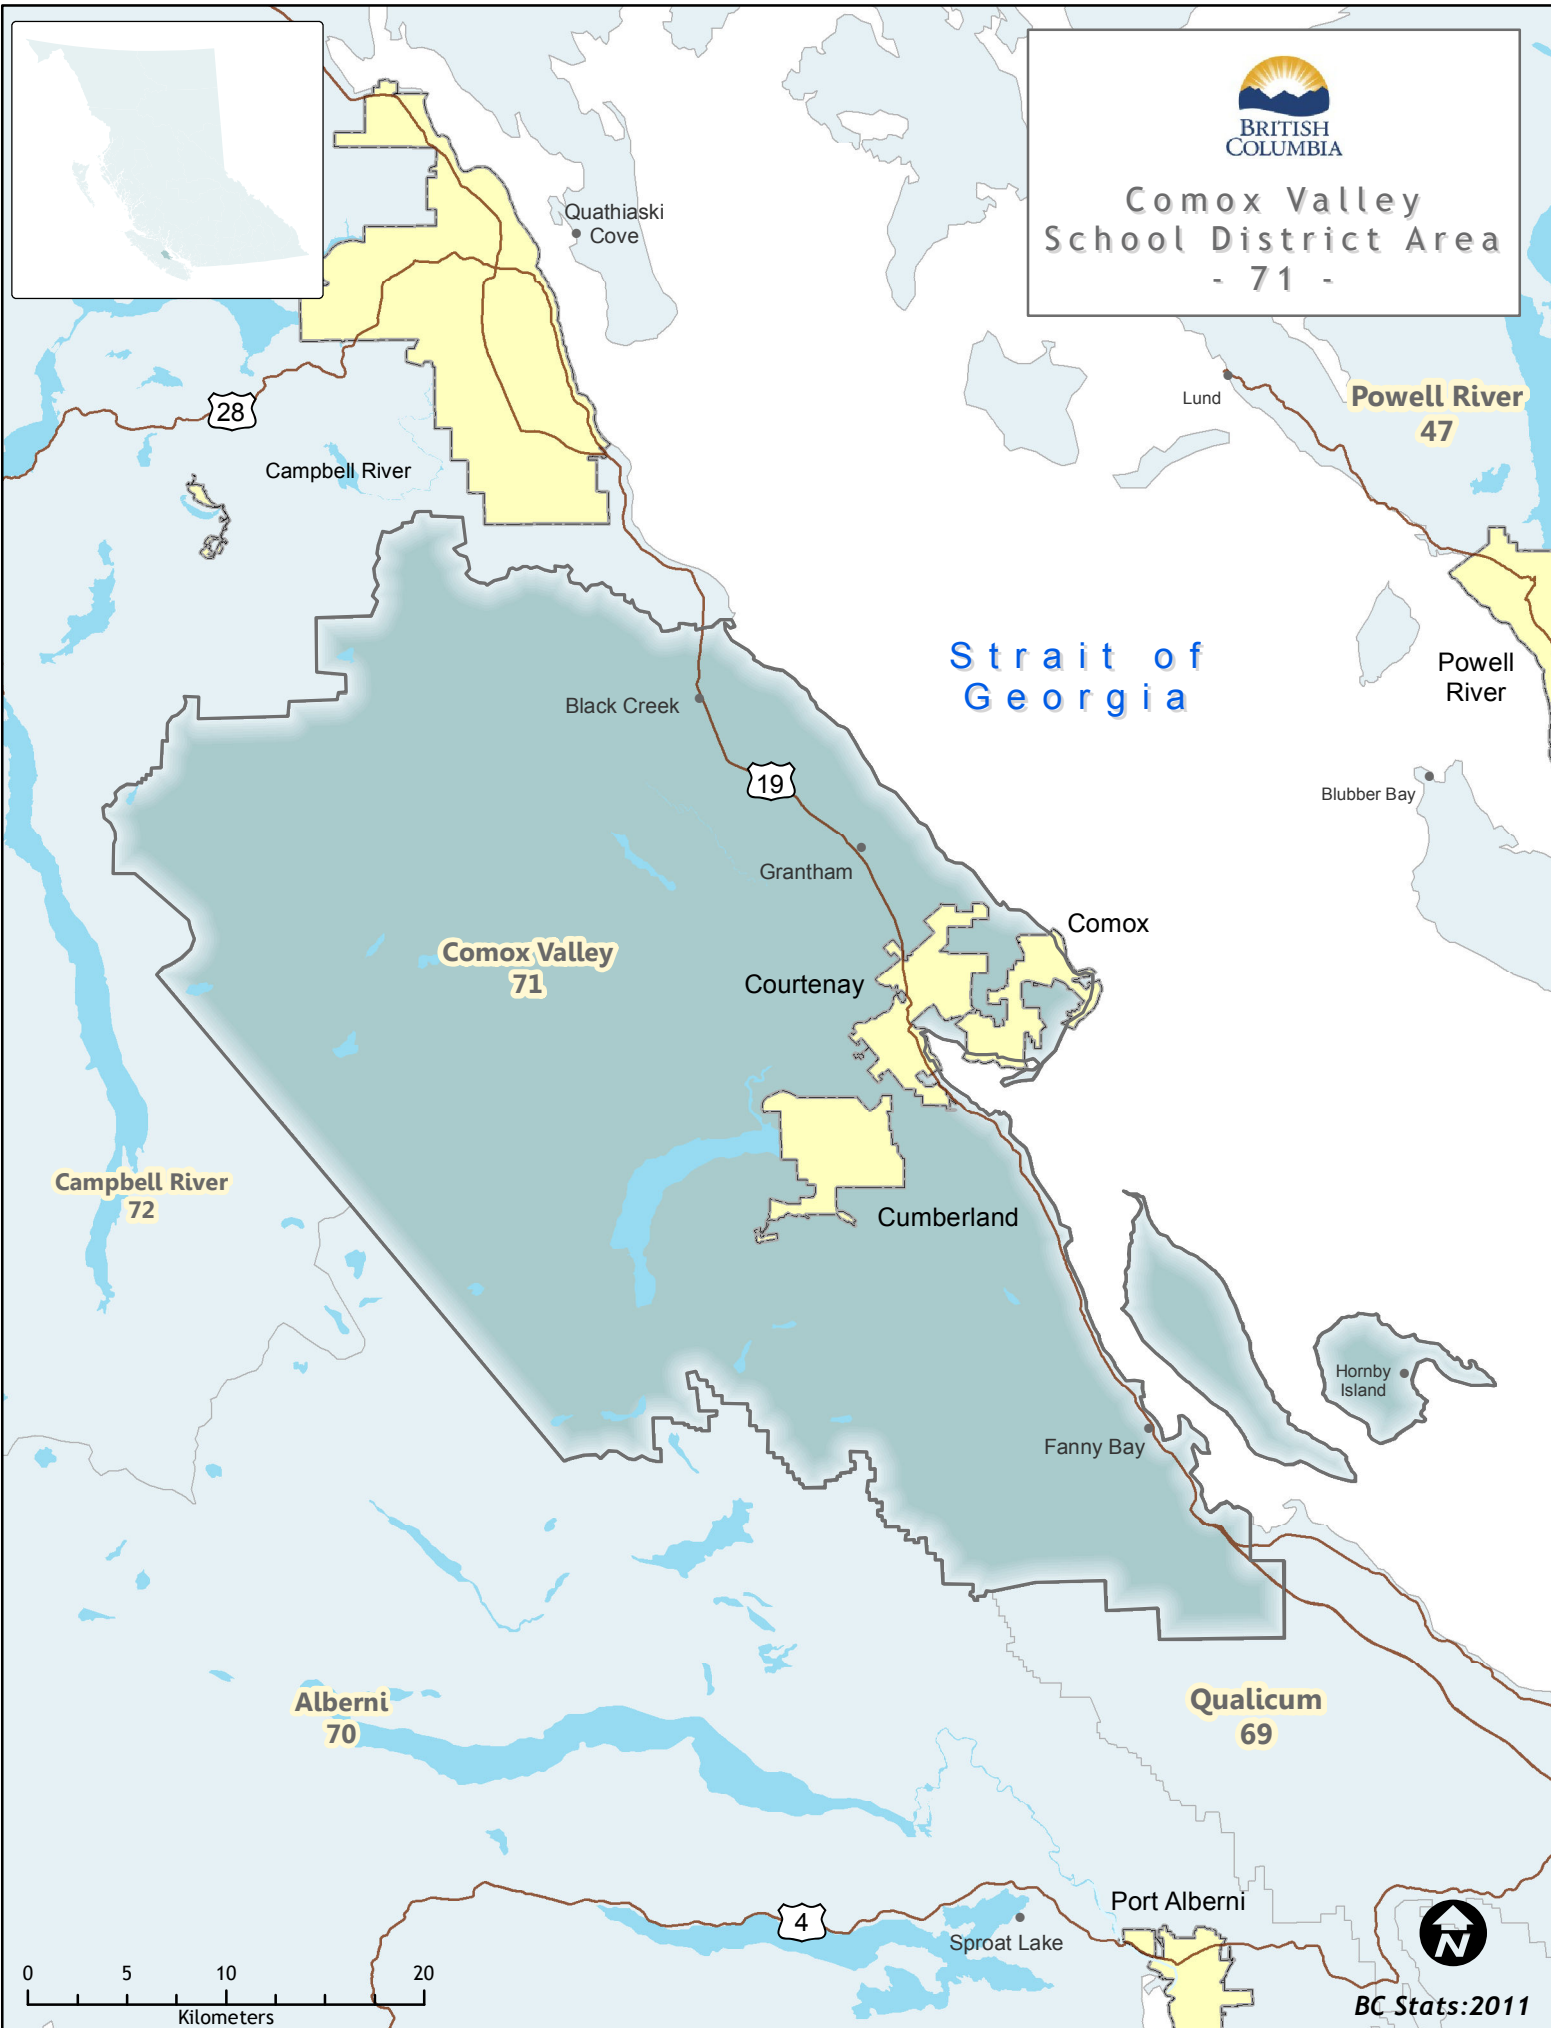 BRITISH
COLUMBIA
Comox Valley
School District Area
- 71 -
Quathiaski
Cove
Lund
Powell River
47
28
Campbell River
Strait of
Georgia
Powell
River
Black Creek
19
Blubber Bay
Grantham
Comox
Comox Valley
71
Courtenay
Campbell River
72
Cumberland
Hornby
Island
Fanny Bay
Alberni
70
Qualicum
69
Port Alberni
4
Sproat Lake
N
0 5 10 20
Kilometers
BC Stats:2011